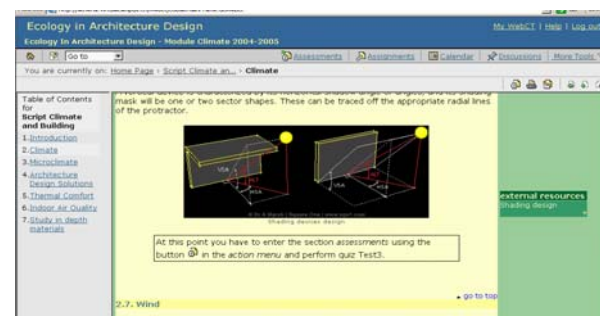 Ecology in Architecture Design
My WebCT | Help | Log out
Ecology in Architecture Design - Module Climate 2004-2005
Go to
Assessments
Assignments
Calendar
Discussions
More Tools
You are currently on: Home Page › Script Climate an... › Climate
Table of Contents
for
Script Climate
and Building
1.Introduction
2.Climate
3.Microclimate
4.Architecture
Design Solutions
5.Thermal Comfort
6.Indoor Air Quality
7.Study in depth
materials
mask will be one or two sector shapes. These can be traced off the appropriate radial lines
of the protractor.
VSA
ALT
HSA
VSA
ALT
HSA
Shading devices design
external resources
Shading design
At this point you have to enter the section assessments using the
button in the action menu and perform quiz Test3.
go to top
2.7. Wind